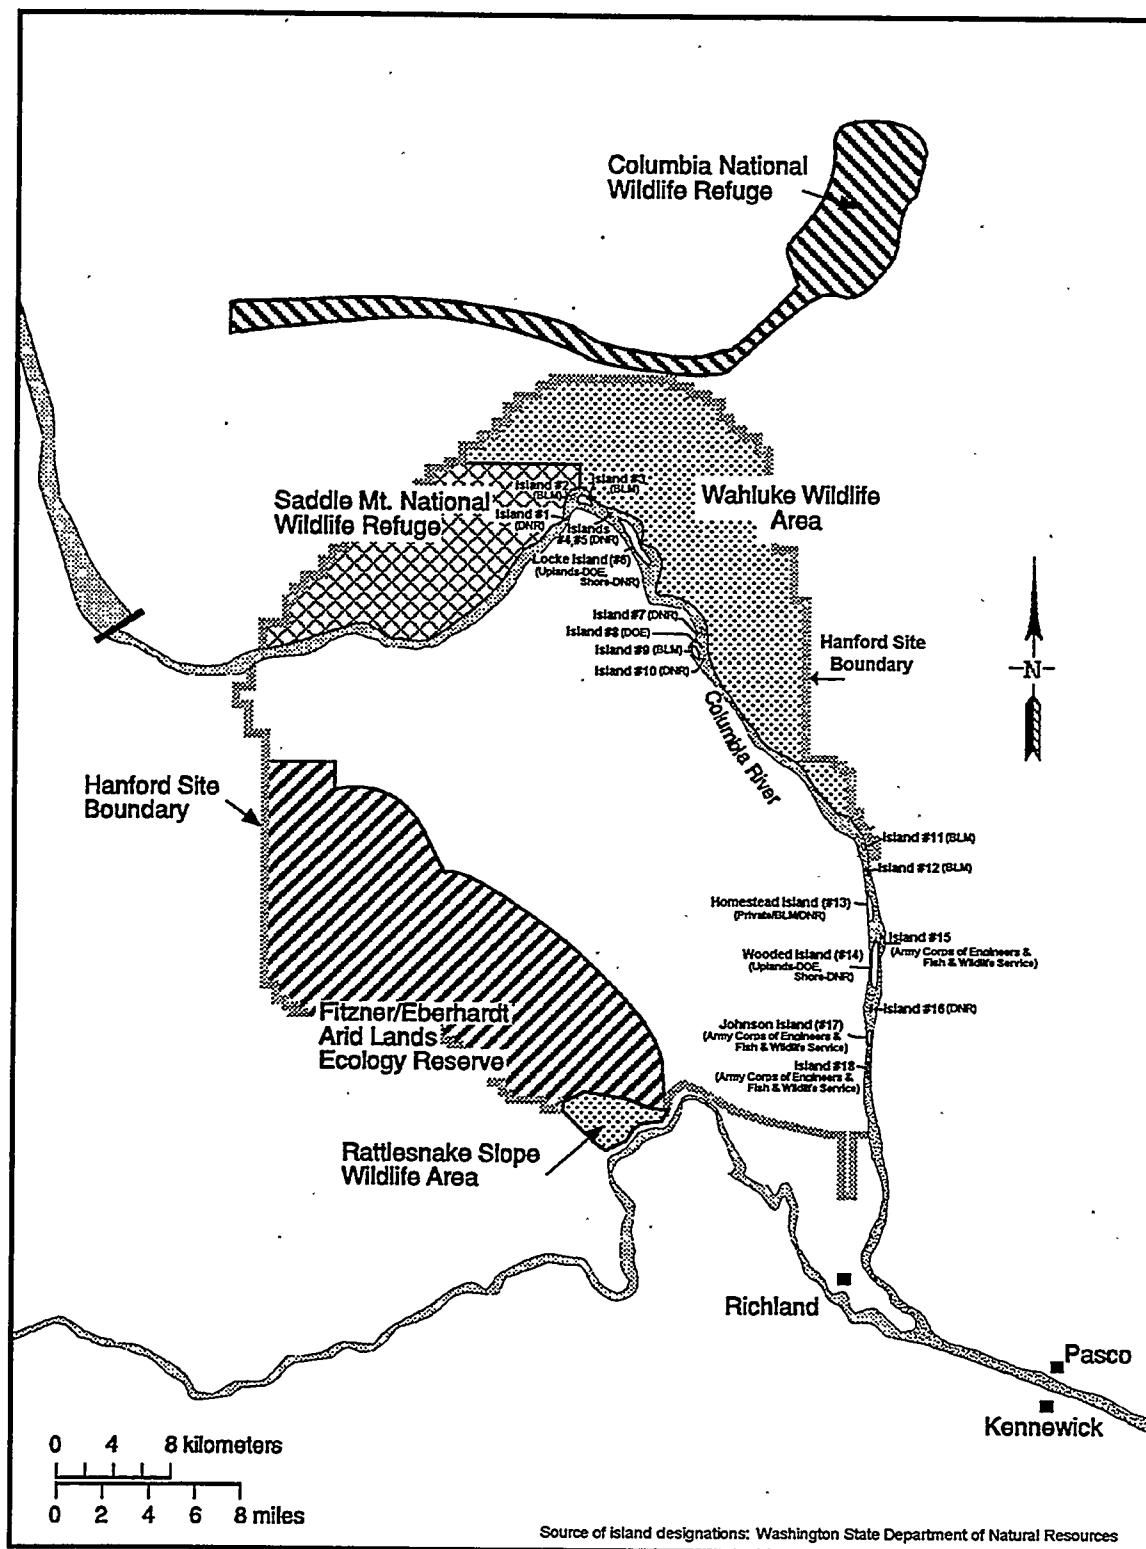 Columbia National
Wildlife Refuge
Saddle Mt. National
Wildlife Refuge
Island #2
(BLM)
Island #3
(BLM)
Island #1
(DNR)
Islands
#4, #5 (DNR)
Locke Island (#6)
(Uplands-DOE,
Shore-DNR)
Wahluke Wildlife
Area
Island #7 (DNR)
Island #8 (DOE)
Island #9 (BLM)
Island #10 (DNR)
Hanford Site
Boundary
N
Columbia River
Hanford Site
Boundary
Island #11 (BLM)
Island #12 (BLM)
Homestead Island (#13)
(Private/BLM/DNR)
Island #15
(Army Corps of Engineers &
Fish & Wildlife Service)
Wooded Island (#14)
(Uplands-DOE,
Shore-DNR)
Island #16 (DNR)
Fitzner/Eberhardt
Arid Lands
Ecology Reserve
Johnson Island (#17)
(Army Corps of Engineers &
Fish & Wildlife Service)
Island #18
(Army Corps of Engineers &
Fish & Wildlife Service)
Rattlesnake Slope
Wildlife Area
Richland
Pasco
Kennewick
0 4 8 kilometers
0 2 4 6 8 miles
Source of island designations: Washington State Department of Natural Resources